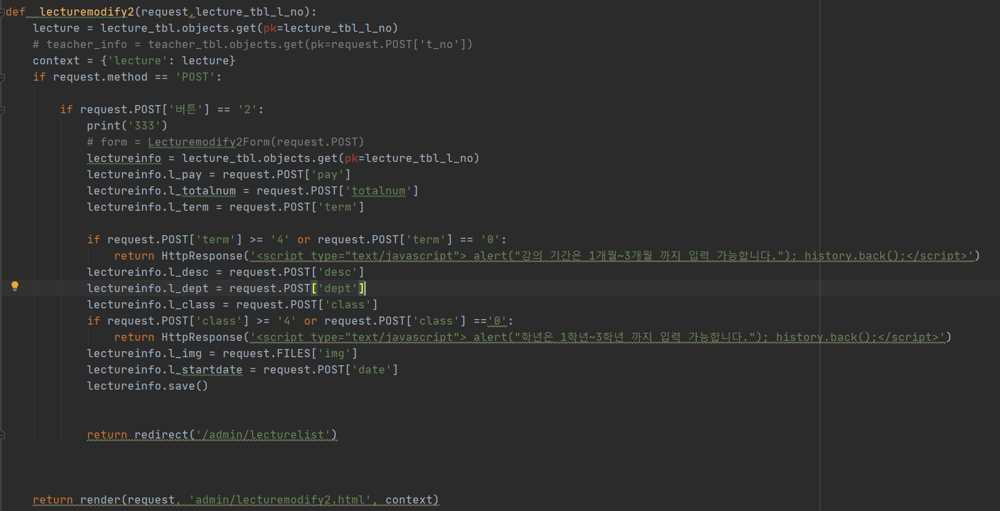 def  lecturemodify2(request,lecture_tbl_l_no):
    lecture = lecture_tbl.objects.get(pk=lecture_tbl_l_no)
    # teacher_info = teacher_tbl.objects.get(pk=request.POST['t_no'])
    context = {'lecture': lecture}
    if request.method == 'POST':
        if request.POST['버튼'] == '2':
            print('333')
            # form = Lecturemodify2Form(request.POST)
            lectureinfo = lecture_tbl.objects.get(pk=lecture_tbl_l_no)
            lectureinfo.l_pay = request.POST['pay']
            lectureinfo.l_totalnum = request.POST['totalnum']
            lectureinfo.l_term = request.POST['term']
            if request.POST['term'] >= '4' or request.POST['term'] == '0':
                return HttpResponse('<script type="text/javascript"> alert("강의 기간은 1개월~3개월 까지 입력 가능합니다."); history.back();</script>')
            lectureinfo.l_desc = request.POST['desc']
            lectureinfo.l_dept = request.POST['dept']
            lectureinfo.l_class = request.POST['class']
            if request.POST['class'] >= '4' or request.POST['class'] =='0':
                return HttpResponse('<script type="text/javascript"> alert("학년은 1학년~3학년 까지 입력 가능합니다."); history.back();</script>')
            lectureinfo.l_img = request.FILES['img']
            lectureinfo.l_startdate = request.POST['date']
            lectureinfo.save()
            return redirect('/admin/lecturelist')
    return render(request, 'admin/lecturemodify2.html', context)